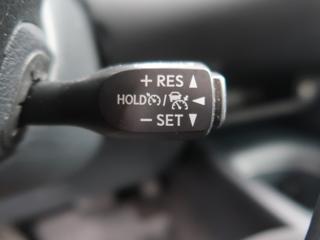 + RES ▲
HOLD / ◄
− SET ▼